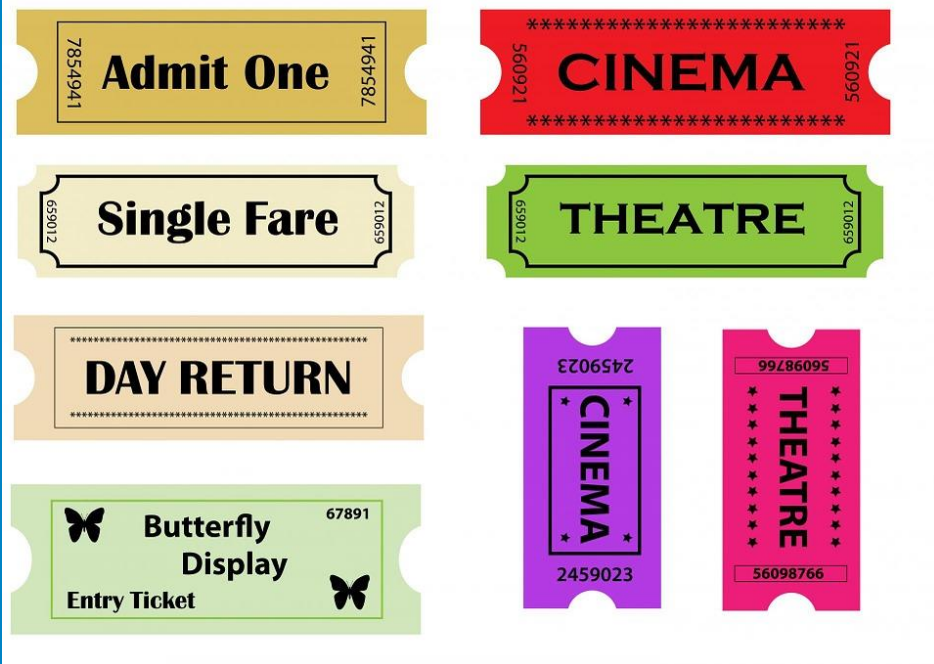 7854941
Admit One
7854941
560921
****************************
CINEMA
****************************
560921
659012
Single Fare
659012
659012
THEATRE
659012
***************************************
DAY RETURN
***************************************
2459023
CINEMA
2459023
56098766
THEATRE
56098766
67891
Butterfly
Display
Entry Ticket